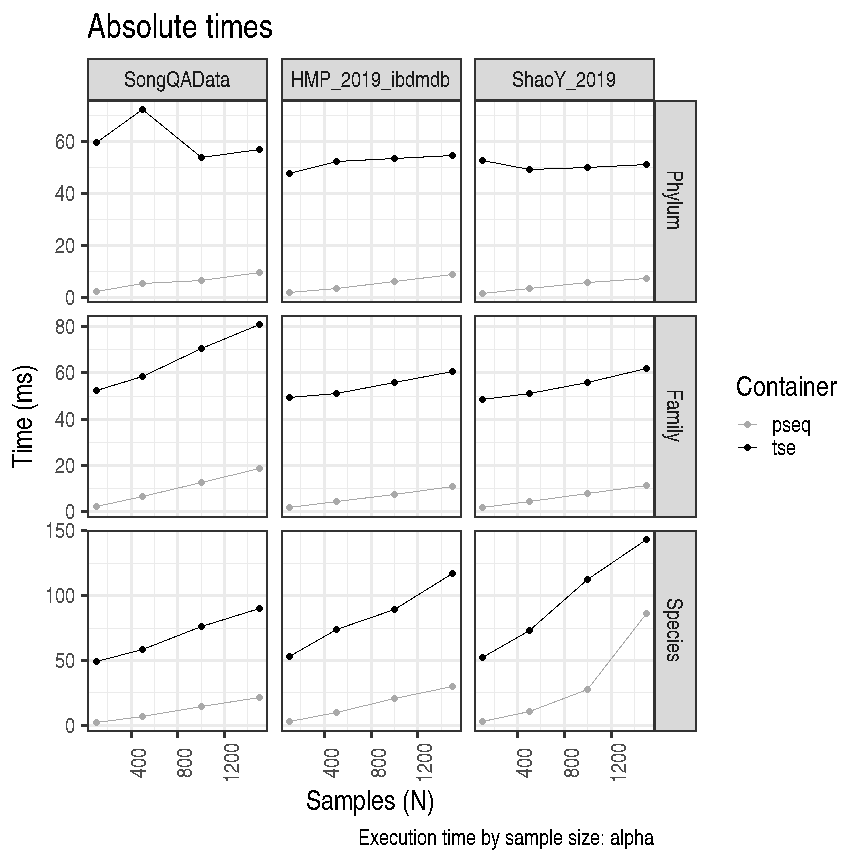 Absolute times
SongQAData
HMP_2019_ibdmdb
ShaoY_2019
60
40
20
0
Phylum
80
60
40
20
0
Family
150
100
50
0
Species
Time (ms)
400
800
1200
400
800
1200
400
800
1200
Samples (N)
Container
pseq
tse
Execution time by sample size: alpha